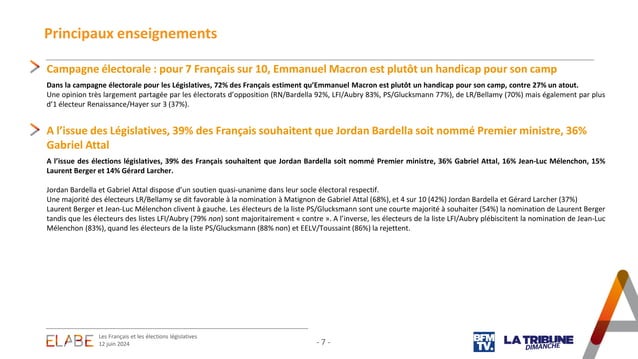 Principaux enseignements
Campagne électorale : pour 7 Français sur 10, Emmanuel Macron est plutôt un handicap pour son camp
Dans la campagne électorale pour les Législatives, 72% des Français estiment qu’Emmanuel Macron est plutôt un handicap pour son camp, contre 27% un atout.
Une opinion très largement partagée par les électorats d’opposition (RN/Bardella 92%, LFI/Aubry 83%, PS/Glucksmann 77%), de LR/Bellamy (70%) mais également par plus
d’1 électeur Renaissance/Hayer sur 3 (37%).
A l’issue des Législatives, 39% des Français souhaitent que Jordan Bardella soit nommé Premier ministre, 36%
Gabriel Attal
A l’issue des élections législatives, 39% des Français souhaitent que Jordan Bardella soit nommé Premier ministre, 36% Gabriel Attal, 16% Jean-Luc Mélenchon, 15%
Laurent Berger et 14% Gérard Larcher.
Jordan Bardella et Gabriel Attal dispose d’un soutien quasi-unanime dans leur socle électoral respectif.
Une majorité des électeurs LR/Bellamy se dit favorable à la nomination à Matignon de Gabriel Attal (68%), et 4 sur 10 (42%) Jordan Bardella et Gérard Larcher (37%)
Laurent Berger et Jean-Luc Mélenchon clivent à gauche. Les électeurs de la liste PS/Glucksmann sont une courte majorité à souhaiter (54%) la nomination de Laurent Berger
tandis que les électeurs des listes LFI/Aubry (79% non) sont majoritairement « contre ». A l’inverse, les électeurs de la liste LFI/Aubry plébiscitent la nomination de Jean-Luc
Mélenchon (83%), quand les électeurs de la liste PS/Glucksmann (88% non) et EELV/Toussaint (86%) la rejettent.
ELABE
Les Français et les élections législatives
12 juin 2024
- 7 -
BFM
TV.
LA TRIBUNE
DIMANCHE